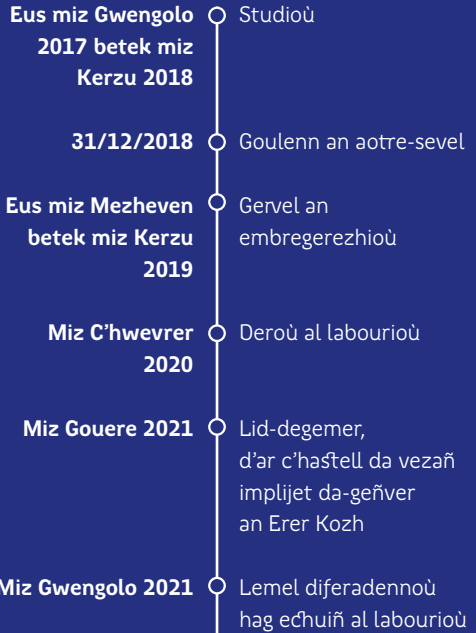 Eus miz Gwengolo
2017 betek miz
Kerzu 2018
Studioù
31/12/2018
Goulenn an aotre-sevel
Eus miz Mezheven
betek miz Kerzu
2019
Gervel an
embregerezhioù
Miz C'hwevrer
2020
Deroù al labourioù
Miz Gouere 2021
Lid-degemer,
d'ar c'hastell da vezañ
implijet da-geñver
an Erer Kozh
Miz Gwengolo 2021
Lemel diferadennoù
hag echuiñ al labourioù